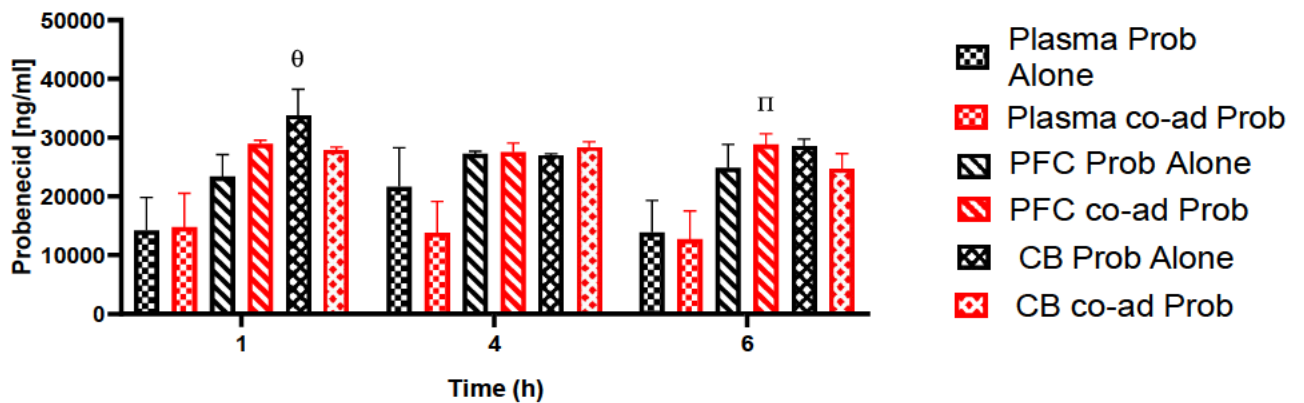 50000
40000
30000
20000
10000
0
Probenecid [ng/ml]
θ
Π
1 4 6
Time (h)
Plasma Prob
Alone
Plasma co-ad Prob
PFC Prob Alone
PFC co-ad Prob
CB Prob Alone
CB co-ad Prob